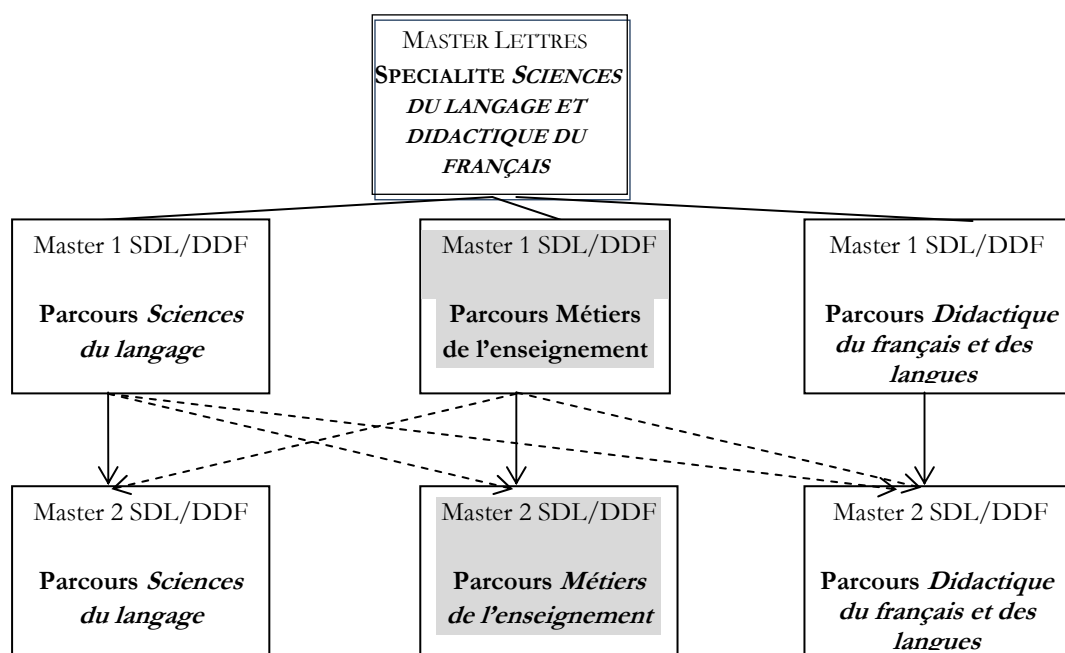 MASTER LETTRES
SPECIALITE SCIENCES
DU LANGAGE ET
DIDACTIQUE DU
FRANÇAIS
Master 1 SDL/DDF
Parcours Sciences
du langage
Master 1 SDL/DDF
Parcours Métiers
de l’enseignement
Master 1 SDL/DDF
Parcours Didactique
du français et des
langues
Master 2 SDL/DDF
Parcours Sciences
du langage
Master 2 SDL/DDF
Parcours Métiers
de l’enseignement
Master 2 SDL/DDF
Parcours Didactique
du français et des
langues